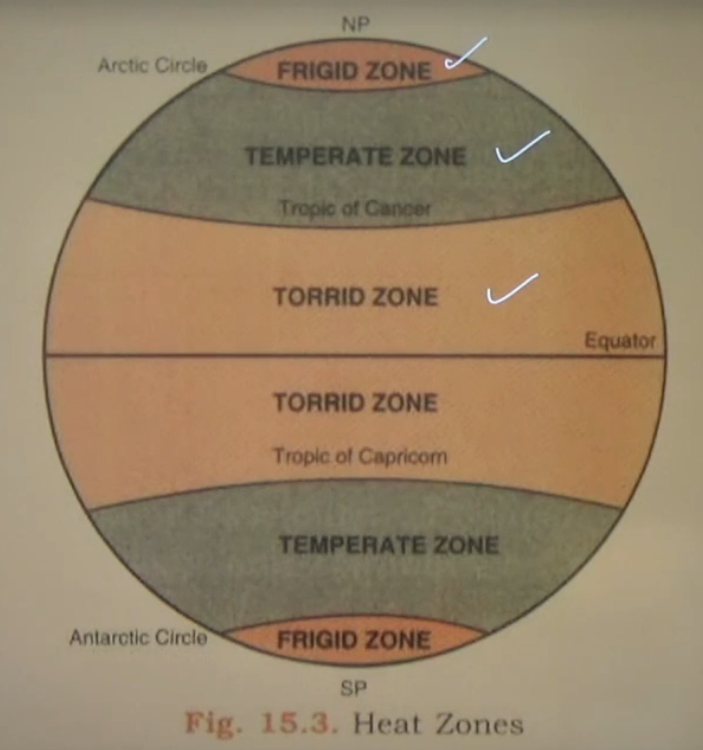 NP
Arctic Circle
FRIGID ZONE
TEMPERATE ZONE
Tropic of Cancer
TORRID ZONE
Equator
TORRID ZONE
Tropic of Capricorn
TEMPERATE ZONE
Antarctic Circle
FRIGID ZONE
SP
Fig. 15.3. Heat Zones